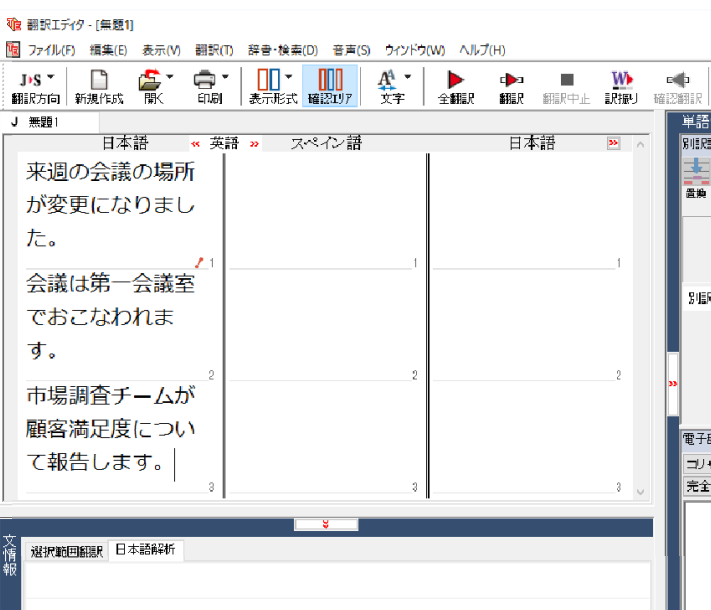 翻訳エディタ - [無題1]
ファイル(F) 編集(E) 表示(V) 翻訳(T) 辞書・検索(D) 音声(S) ウィンドウ(W) ヘルプ(H)
J›S
翻訳方向 新規作成 開く 印刷 表示形式 確認エリア 文字 全翻訳 翻訳 翻訳中止 訳振り 確認翻訳
J 無題1
単語
日本語 « 英語 » スペイン語 日本語 »
別訳語
置換
来週の会議の場所
が変更になりまし
た。
1 1 1
会議は第一会議室
でおこなわれま
す。
2 2 2
別訳
市場調査チームが
顧客満足度につい
て報告します。
3 3 3
»
電子
コリャ
完全
文情報
選択範囲翻訳 日本語解析